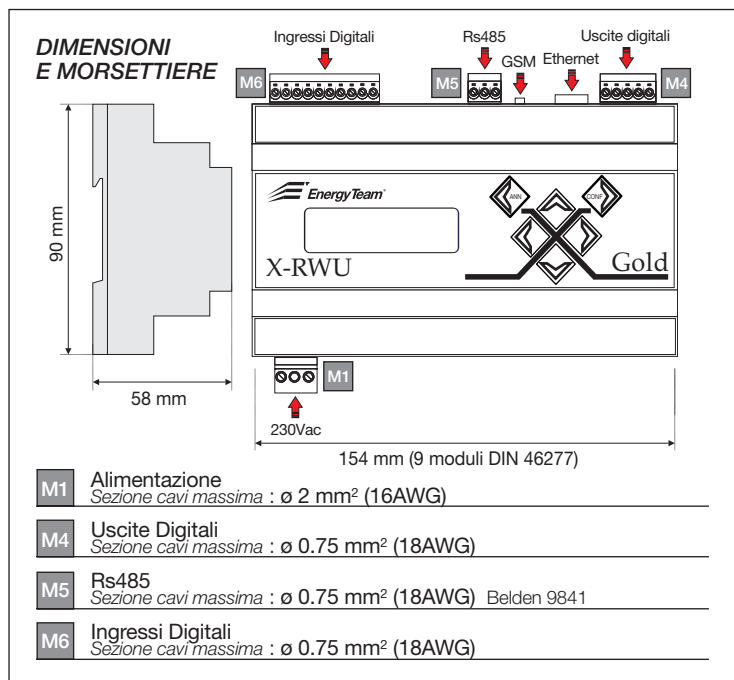 DIMENSIONI
E MORSETTIERE
Ingressi Digitali
Rs485
GSM
Ethernet
Uscite digitali
M6
M5
M4
90 mm
58 mm
EnergyTeam
ANN
CONF
X-RWU
Gold
M1
230Vac
154 mm (9 moduli DIN 46277)
M1 Alimentazione
Sezione cavi massima : ø 2 mm² (16AWG)
M4 Uscite Digitali
Sezione cavi massima : ø 0.75 mm² (18AWG)
M5 Rs485
Sezione cavi massima : ø 0.75 mm² (18AWG) Belden 9841
M6 Ingressi Digitali
Sezione cavi massima : ø 0.75 mm² (18AWG)